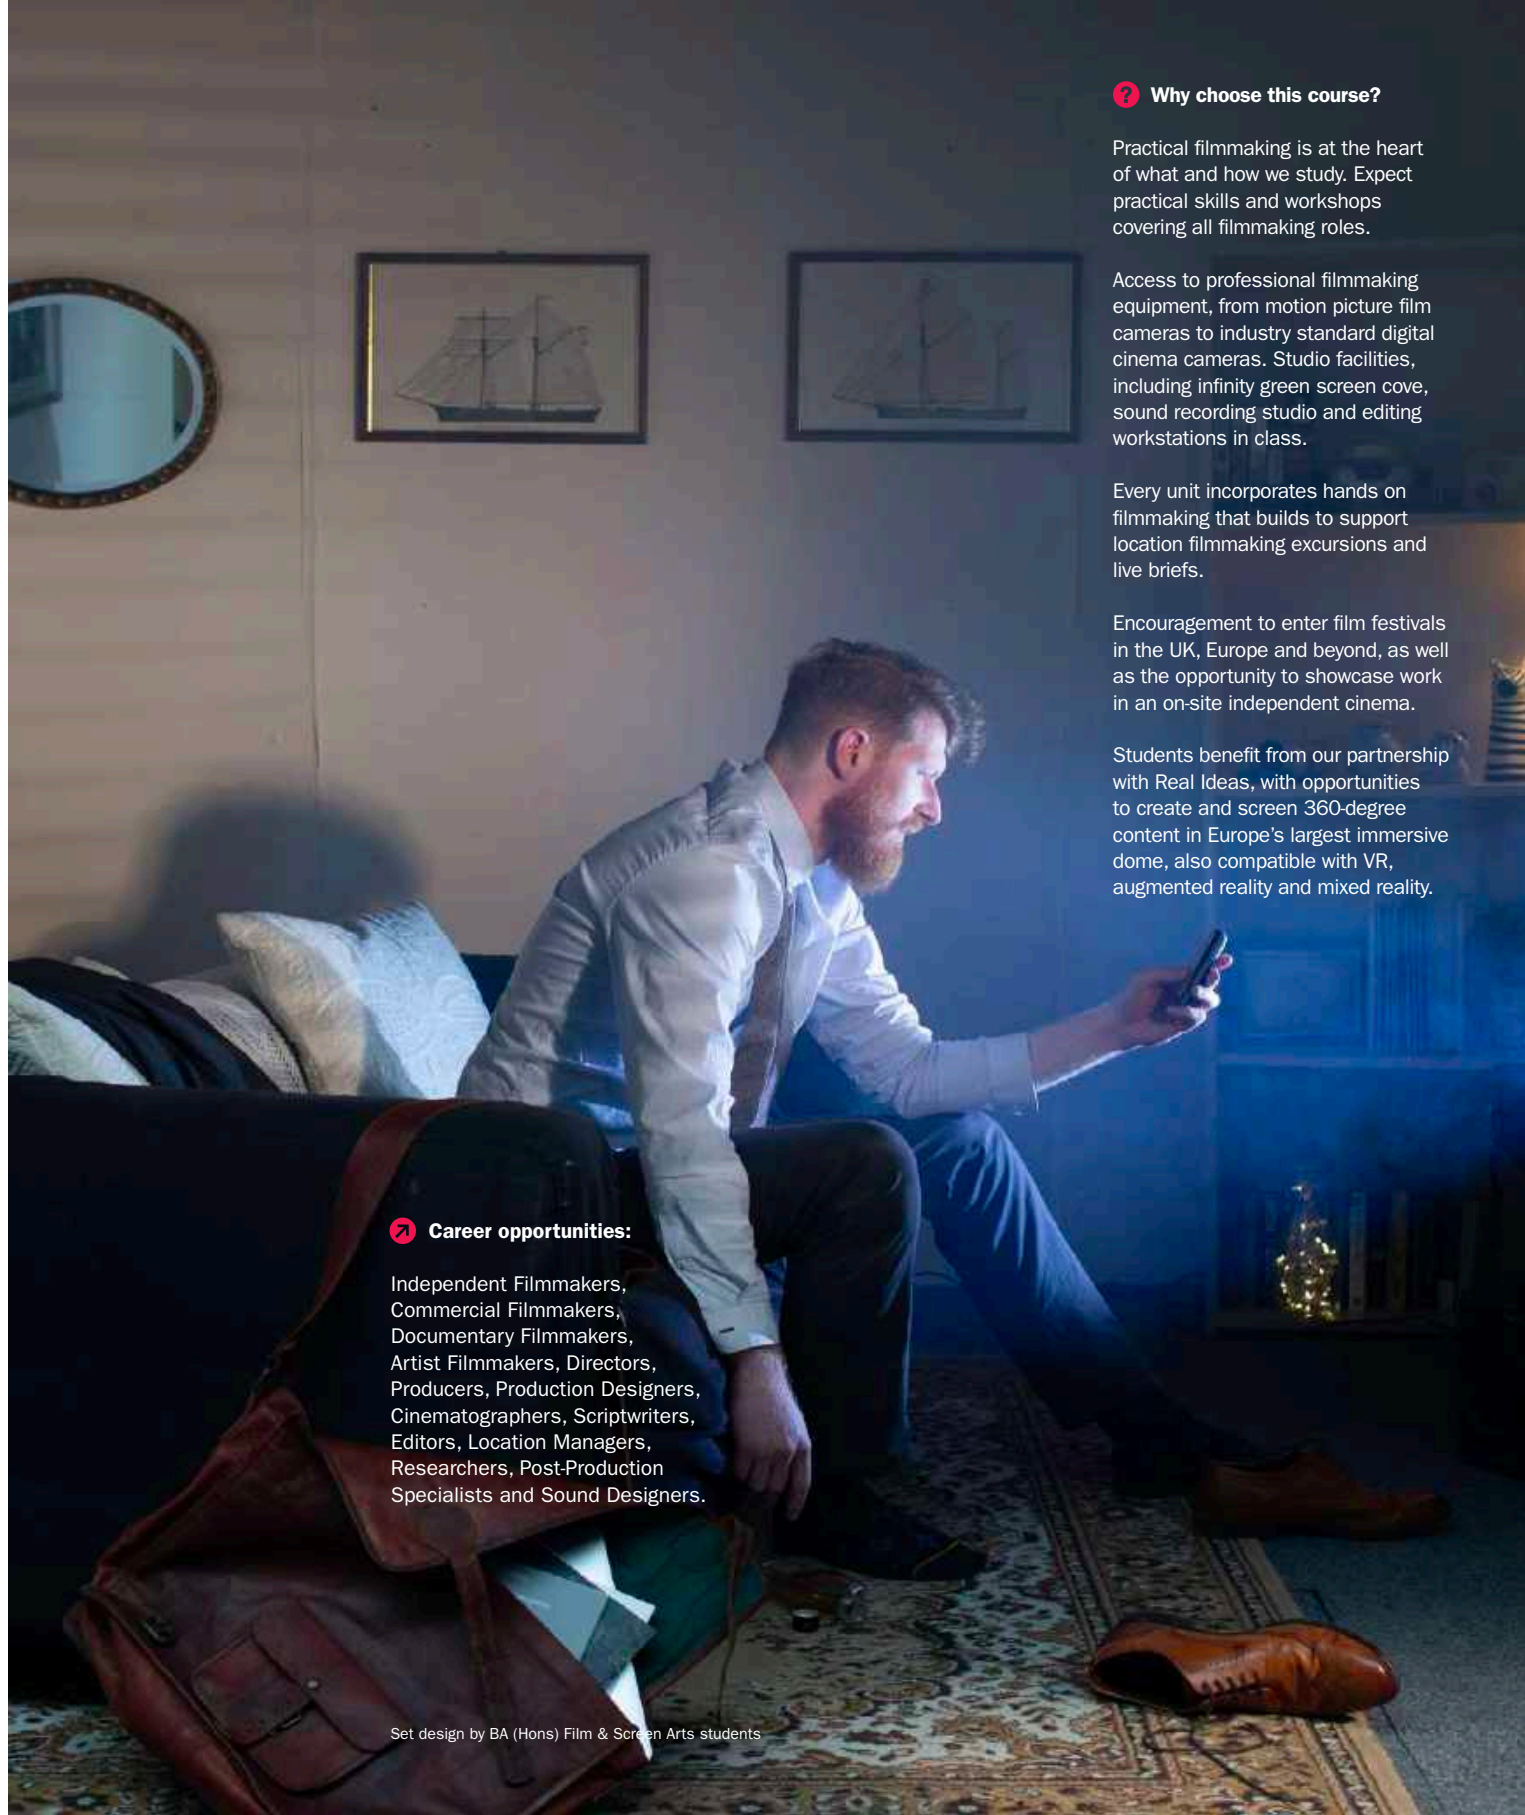 Why choose this course?
Practical filmmaking is at the heart
of what and how we study. Expect
practical skills and workshops
covering all filmmaking roles.
Access to professional filmmaking
equipment, from motion picture film
cameras to industry standard digital
cinema cameras. Studio facilities,
including infinity green screen cove,
sound recording studio and editing
workstations in class.
Every unit incorporates hands on
filmmaking that builds to support
location filmmaking excursions and
live briefs.
Encouragement to enter film festivals
in the UK, Europe and beyond, as well
as the opportunity to showcase work
in an on-site independent cinema.
Students benefit from our partnership
with Real Ideas, with opportunities
to create and screen 360-degree
content in Europe’s largest immersive
dome, also compatible with VR,
augmented reality and mixed reality.
Career opportunities:
Independent Filmmakers,
Commercial Filmmakers,
Documentary Filmmakers,
Artist Filmmakers, Directors,
Producers, Production Designers,
Cinematographers, Scriptwriters,
Editors, Location Managers,
Researchers, Post-Production
Specialists and Sound Designers.
Set design by BA (Hons) Film & Screen Arts students